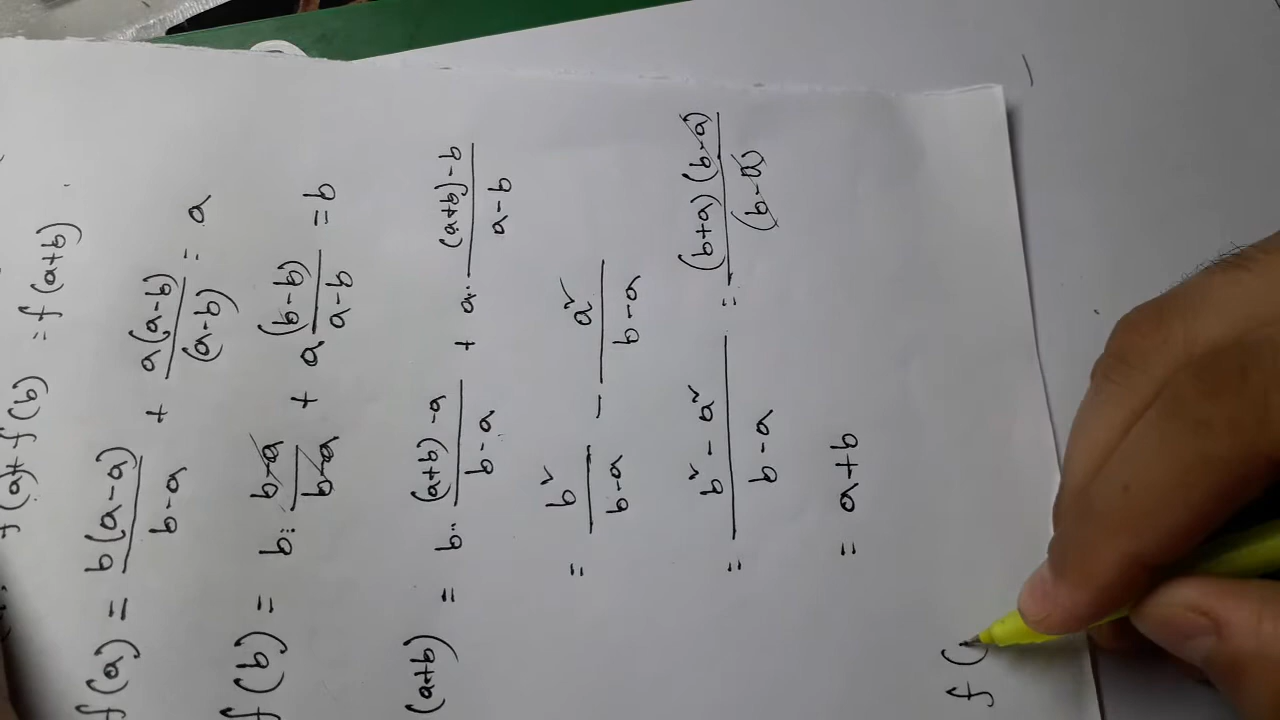 f(a)+ f(b) = f(a+b)
f(a) = b(a-a)/b-a + a(a-b)/(a-b) = a
f(b) = b. b-a/b-a + a (b-b)/a-b = b
(a+b) = b. (a+b)-a/b-a + a. (a+b)-b/a-b
= b²/b-a - a²/b-a
= b²-a²/b-a = (b+a)(b-a)/(b-a)
= a+b
f(